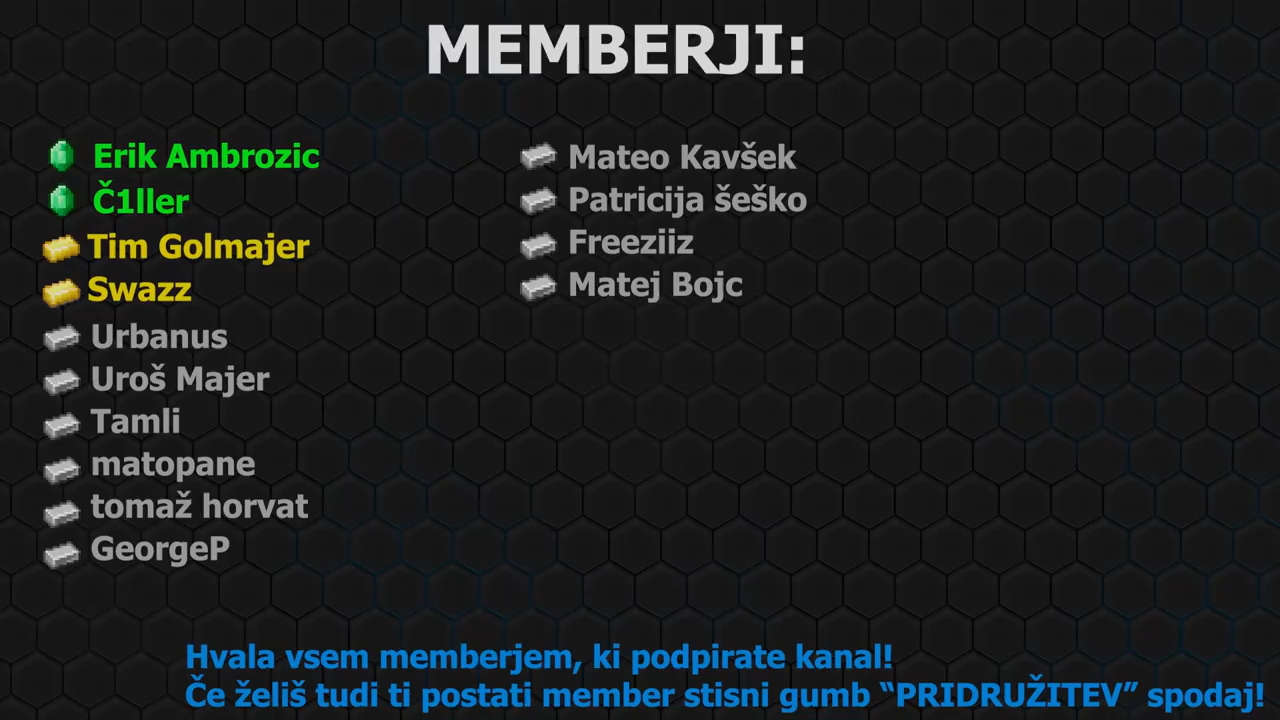 MEMBERJI:
Erik Ambrozic
Č1ller
Tim Golmajer
Swazz
Urbanus
Uroš Majer
Tamli
matopane
tomaž horvat
GeorgeP
Mateo Kavšek
Patricija šeško
Freeziiz
Matej Bojc
Hvala vsem memberjem, ki podpirate kanal!
Če želiš tudi ti postati member stisni gumb “PRIDRUŽITEV” spodaj!